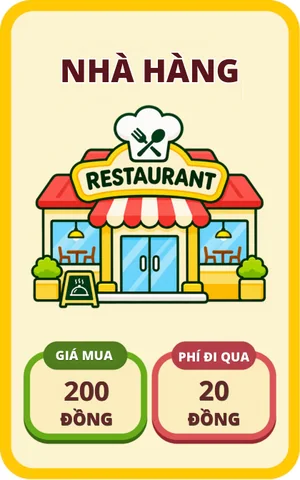 NHÀ HÀNG
RESTAURANT
GIÁ MUA
200
ĐỒNG
PHÍ ĐI QUA
20
ĐỒNG